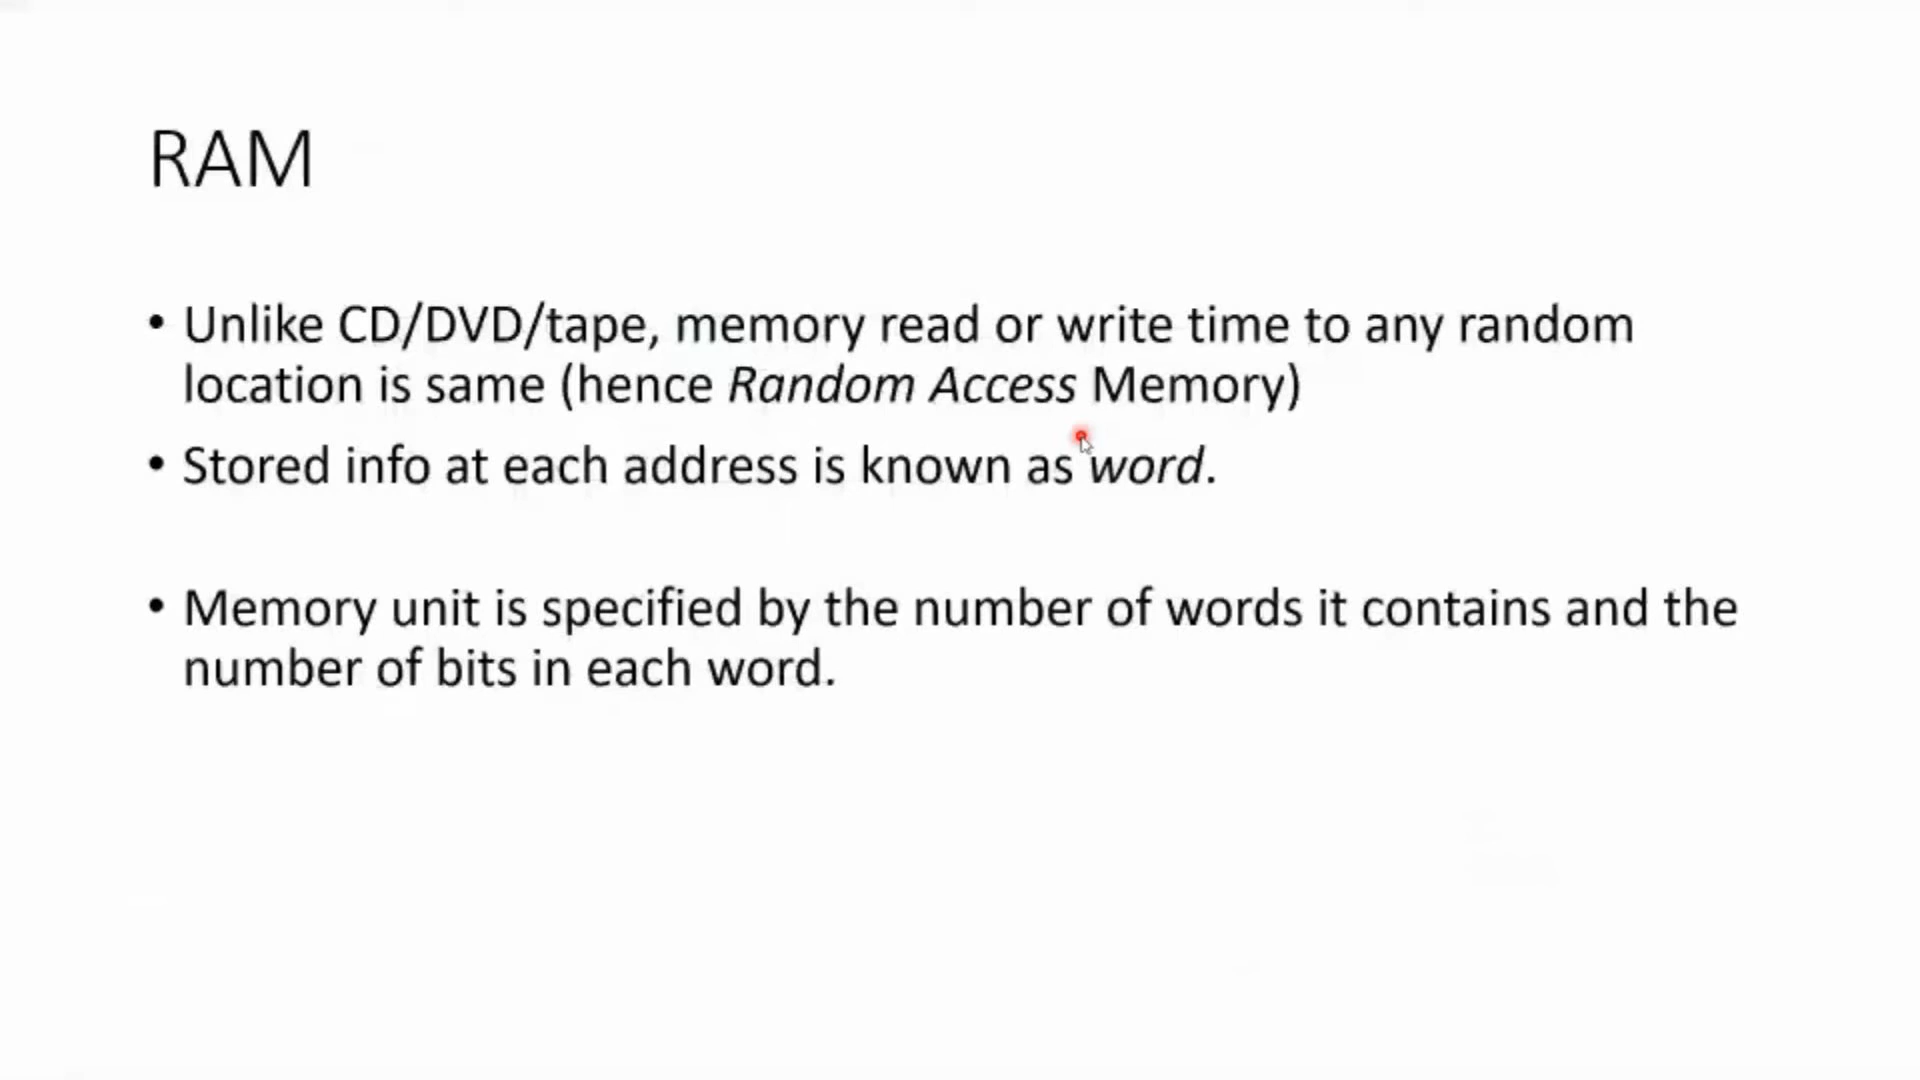 RAM
• Unlike CD/DVD/tape, memory read or write time to any random
location is same (hence Random Access Memory)
• Stored info at each address is known as word.
• Memory unit is specified by the number of words it contains and the
number of bits in each word.